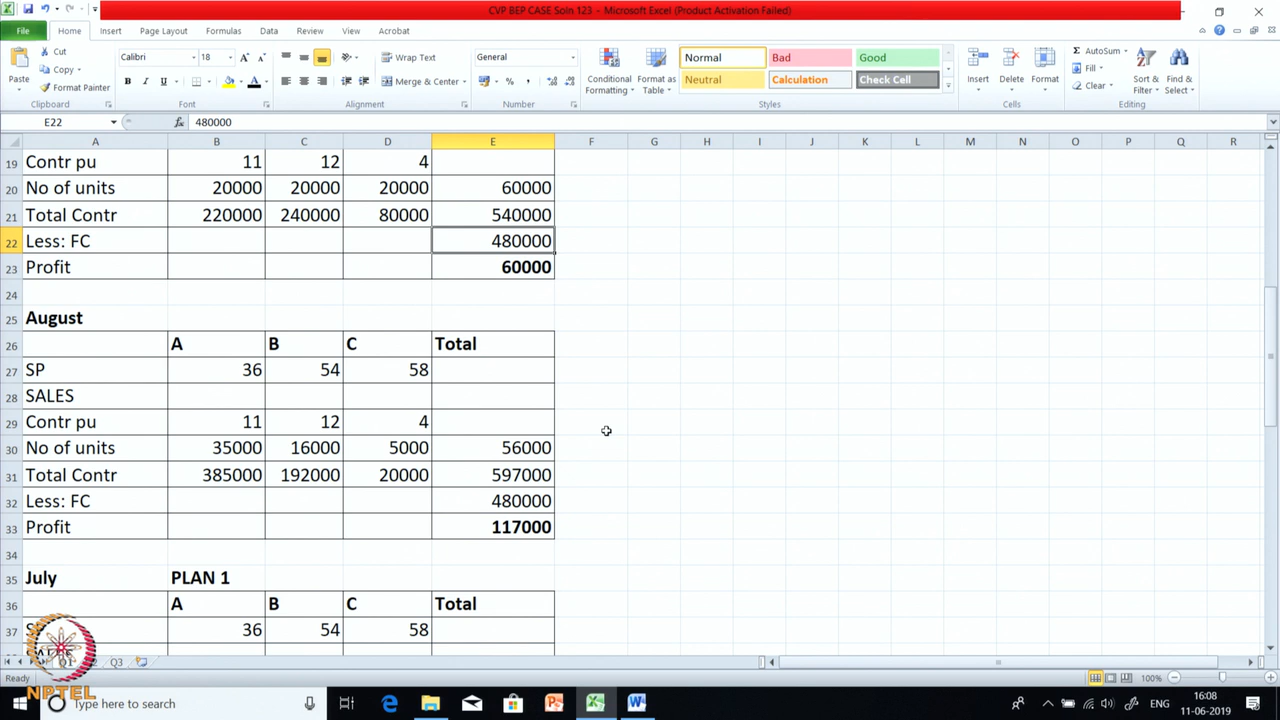 CVP BEP CASE Soln 123 – Microsoft Excel (Product Activation Failed)
File Home Insert Page Layout Formulas Data Review View Acrobat
Cut Calibri 18 Wrap Text General Normal Bad Good AutoSum
Copy Fill
Paste Format Painter Merge & Center Conditional Formatting Format as Table Neutral Calculation Check Cell Insert Delete Format Clear Sort & Filter Find & Select
Clipboard Font Alignment Number Styles Cells Editing
E22 fx 480000
A B C D E F G H I J K L M N O P Q R
19 Contr pu 11 12 4
20 No of units 20000 20000 20000 60000
21 Total Contr 220000 240000 80000 540000
22 Less: FC 480000
23 Profit 60000
24
25 August
26 A B C Total
27 SP 36 54 58
28 SALES
29 Contr pu 11 12 4
30 No of units 35000 16000 5000 56000
31 Total Contr 385000 192000 20000 597000
32 Less: FC 480000
33 Profit 117000
34
35 July PLAN 1
36 A B C Total
37 36 54 58
Q3
Ready 100%
NPTEL
Type here to search ENG 16:08
11-06-2019